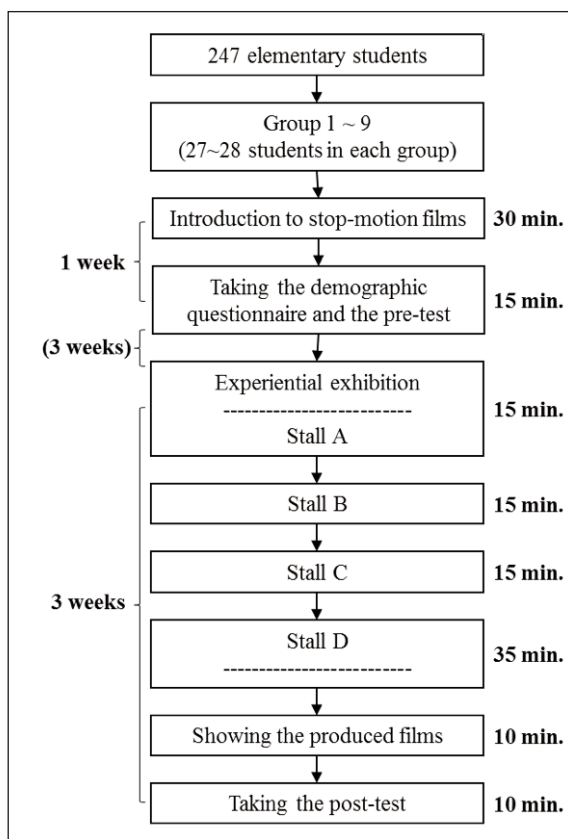 247 elementary students
Group 1 ~ 9
(27~28 students in each group)
Introduction to stop-motion films
30 min.
1 week
Taking the demographic
questionnaire and the pre-test
15 min.
(3 weeks)
Experiential exhibition
---------------------------
Stall A
15 min.
Stall B
15 min.
Stall C
15 min.
3 weeks
Stall D
---------------------------
35 min.
Showing the produced films
10 min.
Taking the post-test
10 min.